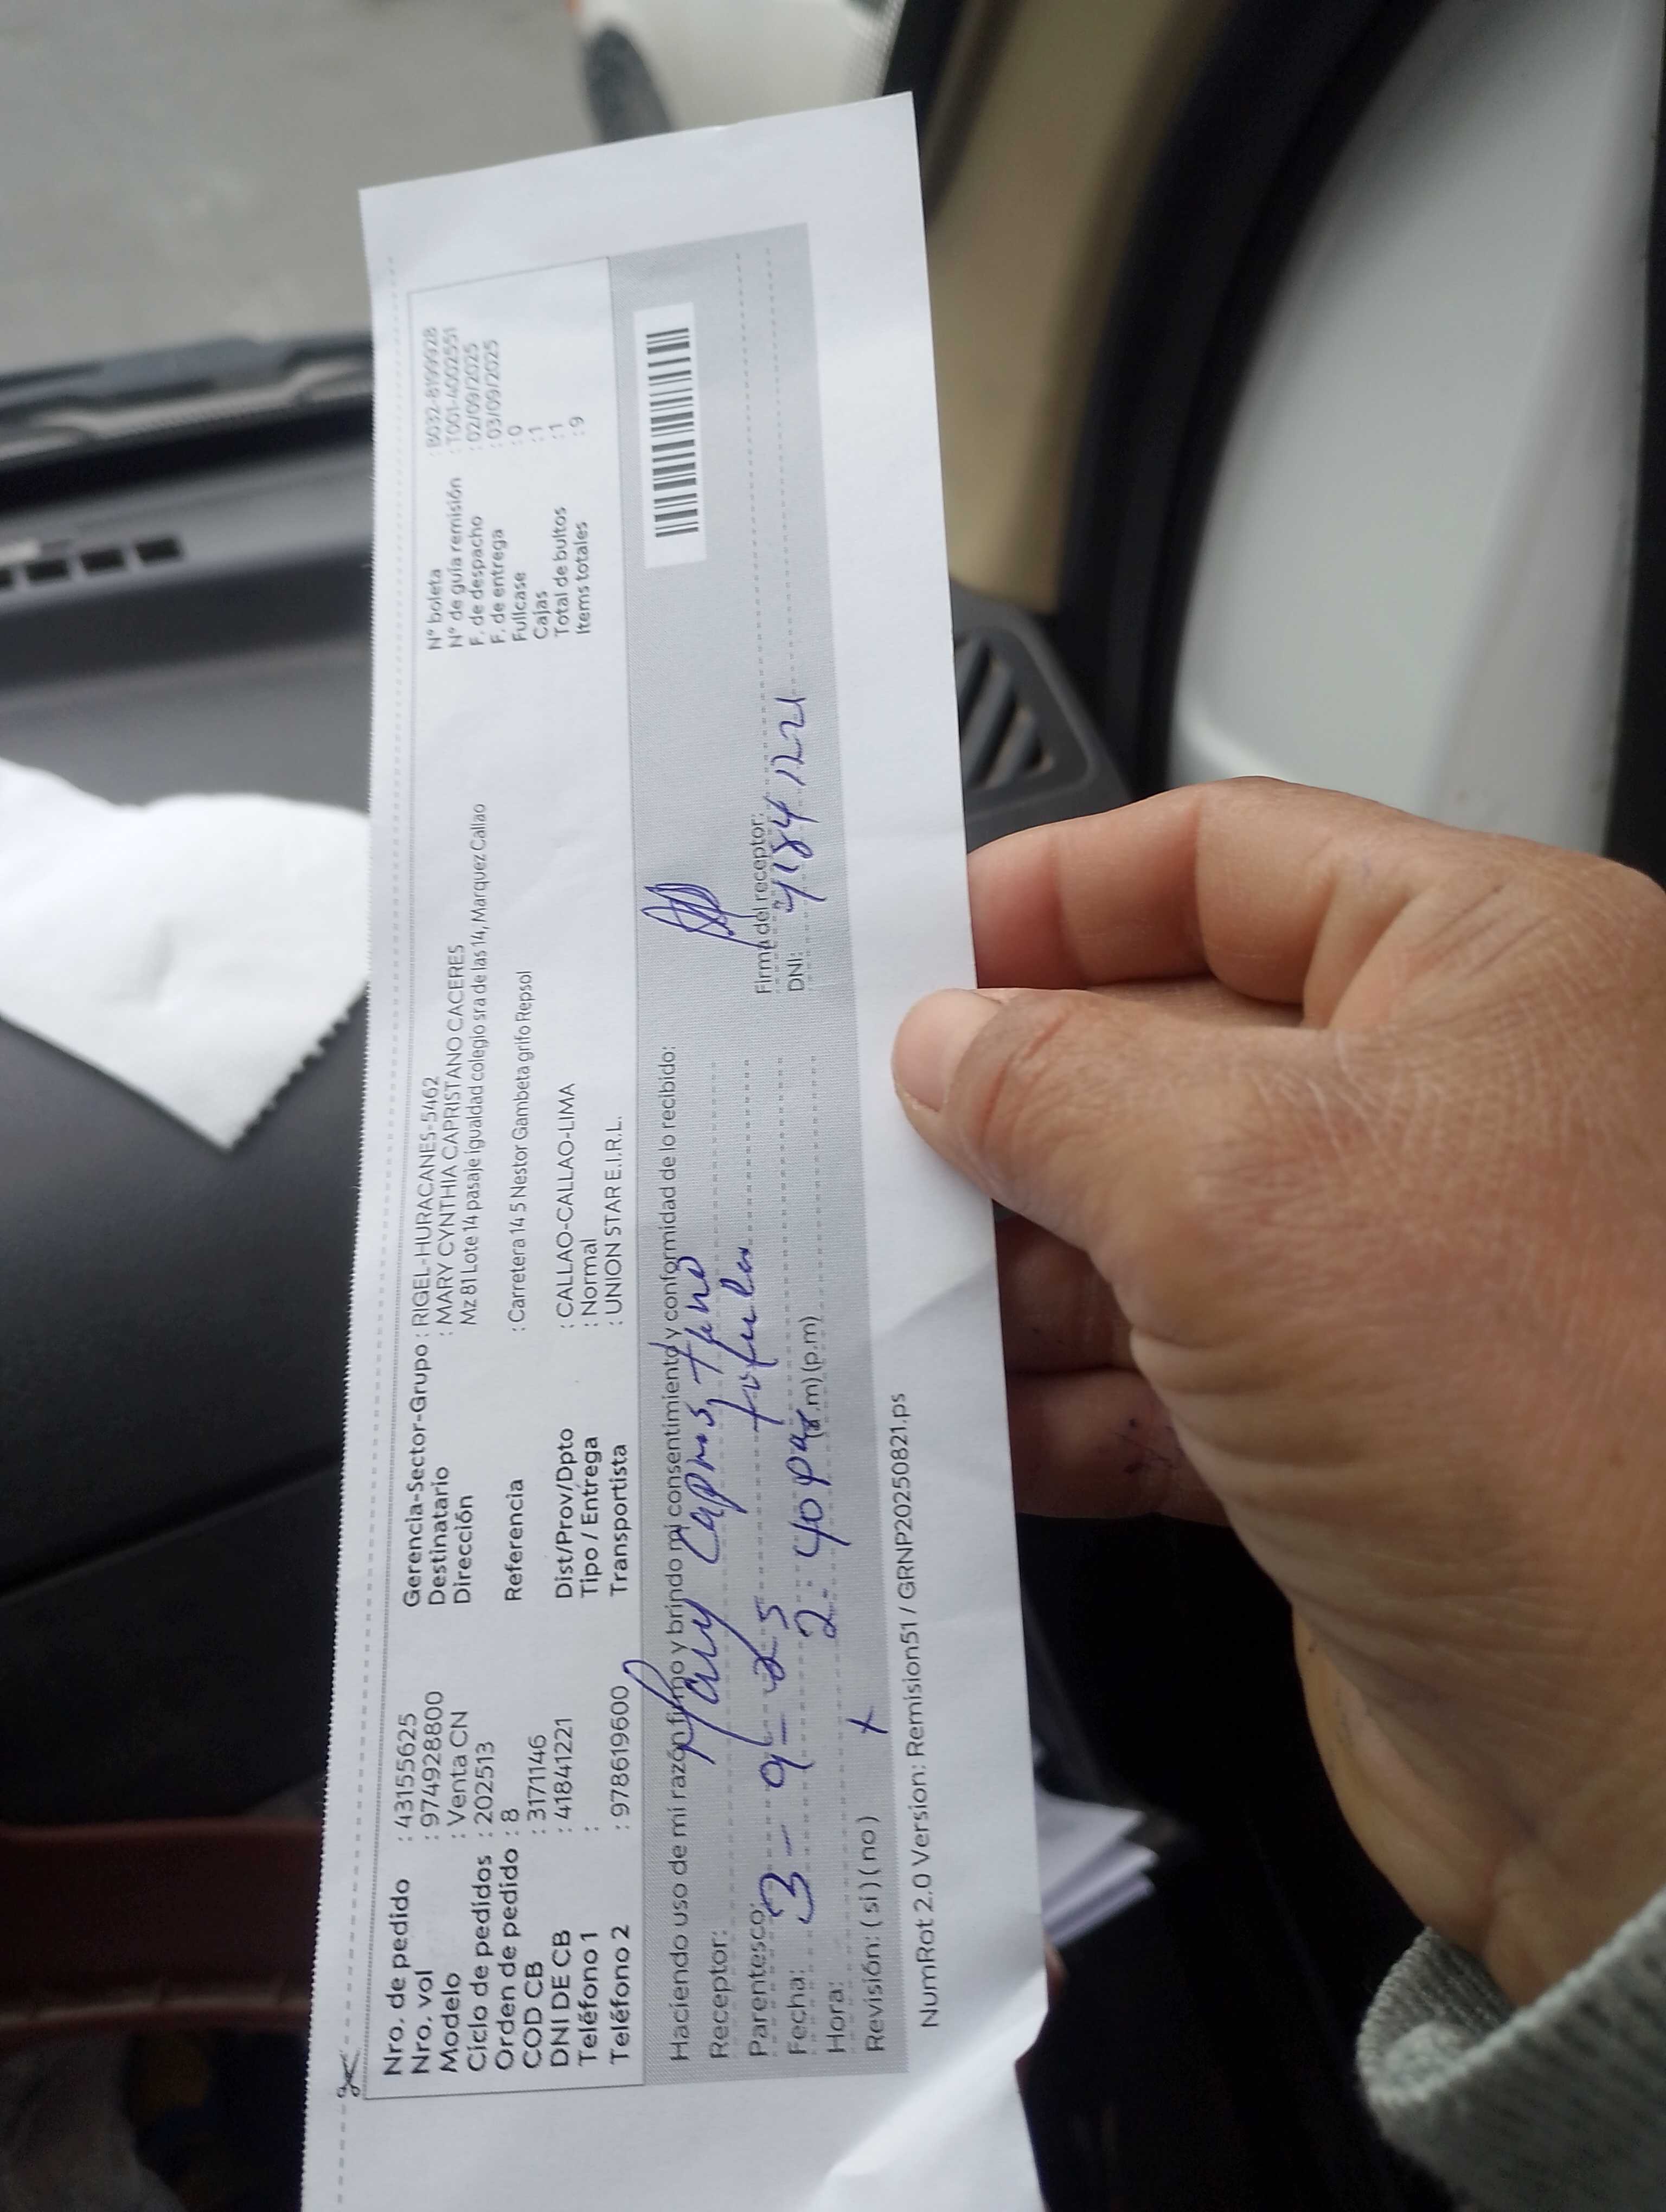 Nro. de pedido : 43155625
Nro. vol : 974928800
Modelo : Venta CN
Ciclo de pedidos : 202513
Orden de pedido : 8
COD CB : 3171146
DNI DE CB : 41841221
Teléfono 1 :
Teléfono 2 : 978619600
Gerencia-Sector-Grupo : RIGEL-HURACANES-5462
Destinatario : MARY CYNTHIA CAPRISTANO CACERES
Dirección Mz 81 Lote 14 pasaje igualdad colegio sra de las 14, Marquez Callao
Referencia : Carretera 14 5 Nestor Gambeta grifo Repsol
Dist/Prov/Dpto : CALLAO-CALLAO-LIMA
Tipo / Entrega : Normal
Transportista : UNION STAR E.I.R.L.
N° boleta : B032-8199928
N° de guía remisión : T001-4002551
F. de despacho : 02/09/2025
F. de entrega : 03/09/2025
Fullcase : 0
Cajas : 1
Total de bultos : 1
Items totales : 9
Haciendo uso de mi razón firmo y brindo mi consentimiento y conformidad de lo recibido:
Receptor: Mary Capristano
Parentesco: titular
Fecha: 3-9-25
Hora: 2:40 pm (a.m) (p.m)
Revisión: ( si ) ( no ) x
Firma del receptor:
DNI: 41841221
NumRot 2.0 Version: Remision51 / GRNP20250821.ps